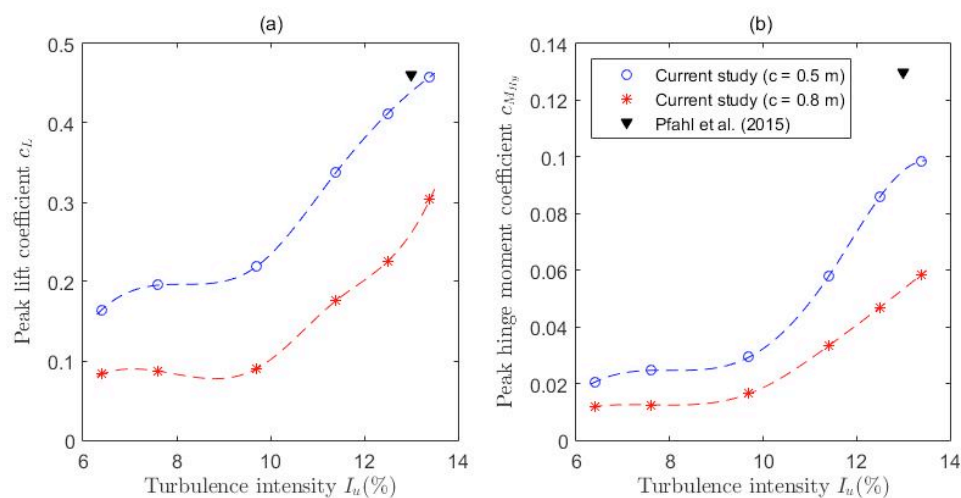 (a)
Peak lift coefficient c_L
0.5
0.4
0.3
0.2
0.1
0
6 8 10 12 14
Turbulence intensity I_u(%)
(b)
Peak hinge moment coefficient c_{M_{Hy}}
0.14
0.12
0.1
0.08
0.06
0.04
0.02
0
6 8 10 12 14
Turbulence intensity I_u(%)
Current study (c = 0.5 m)
Current study (c = 0.8 m)
Pfahl et al. (2015)